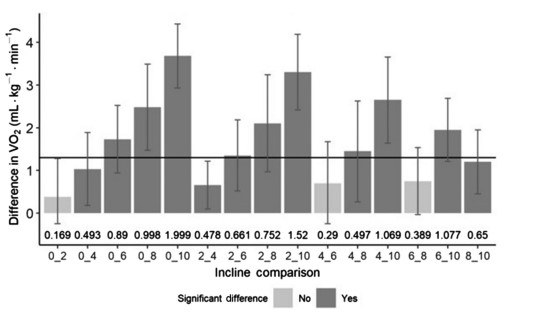 Difference in VO₂ (mL · kg⁻¹ · min⁻¹)
4
3
2
1
0
0.169 0.493 0.89 0.998 1.999 0.478 0.661 0.752 1.52 0.29 0.497 1.069 0.389 1.077 0.65
0_2 0_4 0_6 0_8 0_10 2_4 2_6 2_8 2_10 4_6 4_8 4_10 6_8 6_10 8_10
Incline comparison
Significant difference No Yes